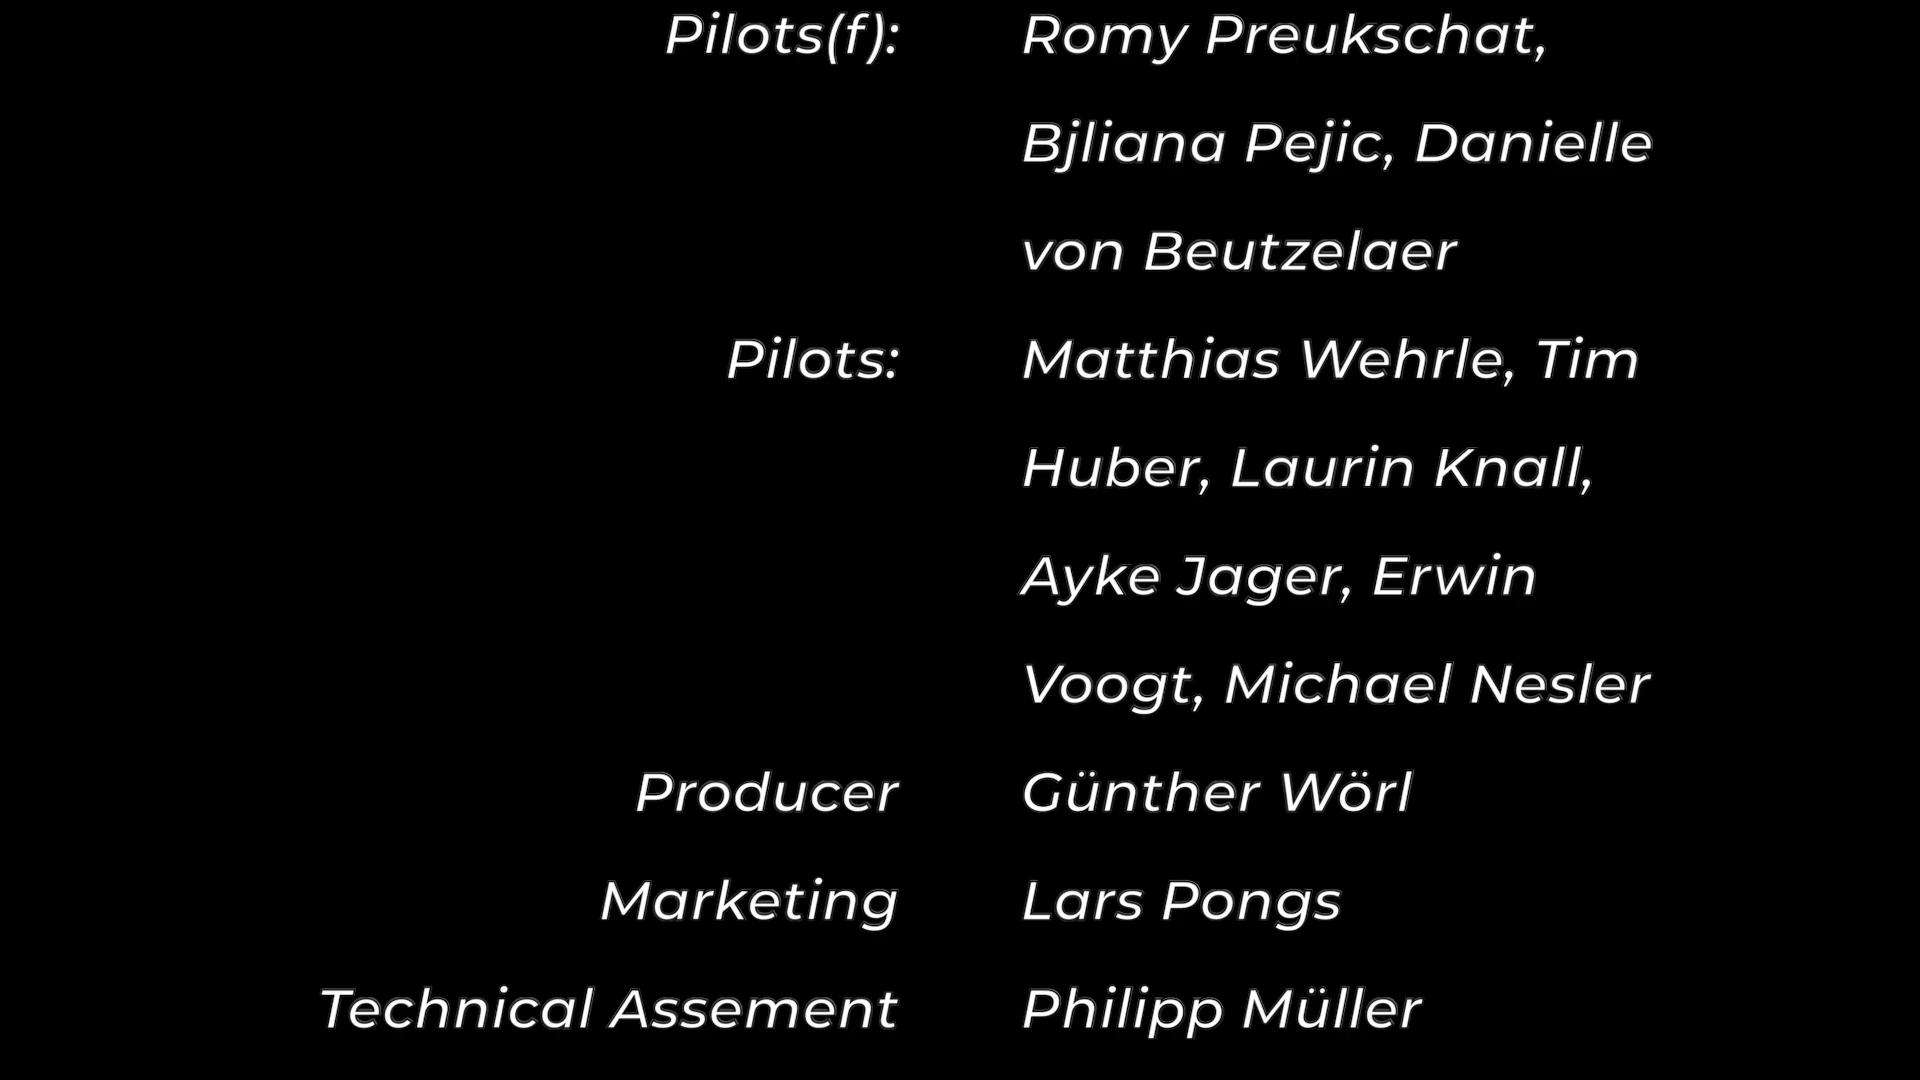 Pilots(f): Romy Preukschat,
Bjliana Pejic, Danielle
von Beutzelaer
Pilots: Matthias Wehrle, Tim
Huber, Laurin Knall,
Ayke Jager, Erwin
Voogt, Michael Nesler
Producer Günther Wörl
Marketing Lars Pongs
Technical Assement Philipp Müller